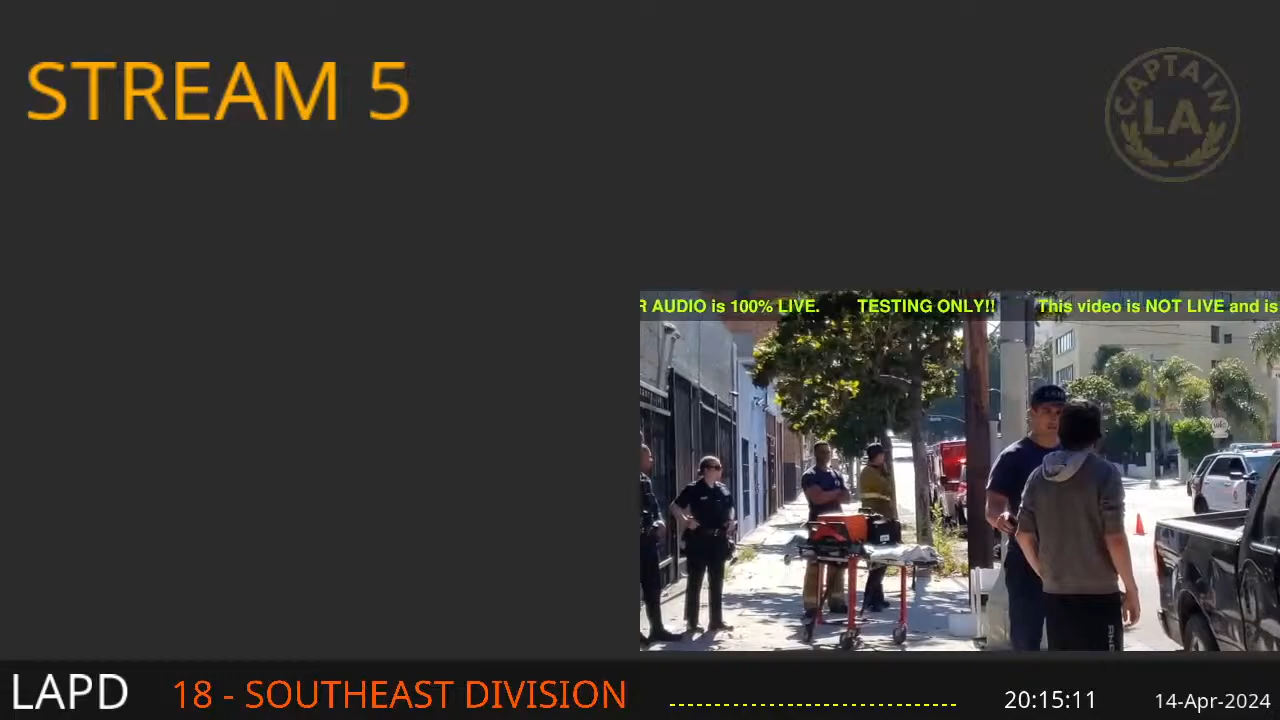 STREAM 5
CAPTAIN
LA
R AUDIO is 100% LIVE. TESTING ONLY!! This video is NOT LIVE and is
LAPD 18 - SOUTHEAST DIVISION 20:15:11 14-Apr-2024